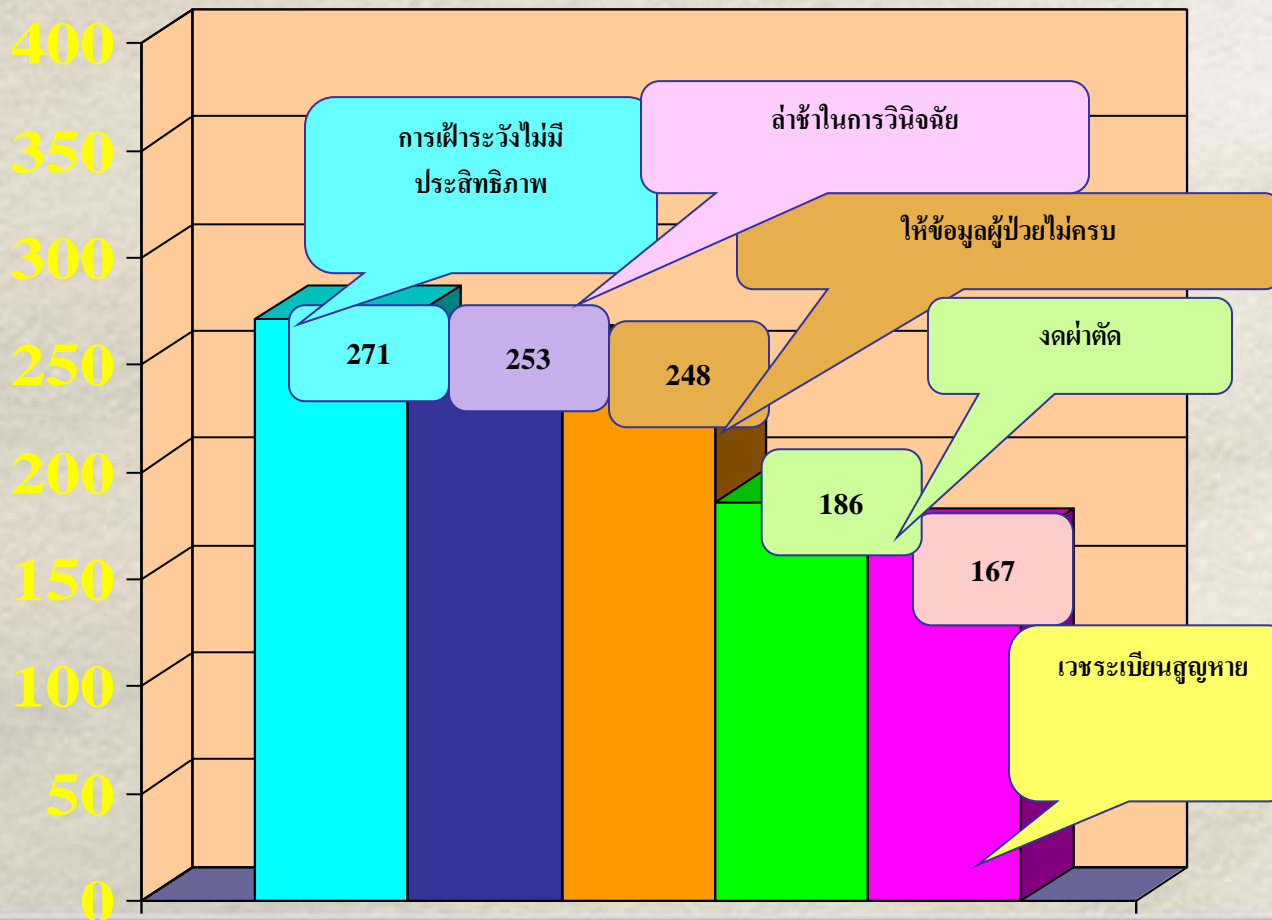 400
350
300
250
200
150
100
50
0
การเฝ้าระวังไม่มี
ประสิทธิภาพ
ล่าช้าในการวินิจฉัย
ให้ข้อมูลผู้ป่วยไม่ครบ
งดผ่าตัด
เวชระเบียนสูญหาย
271
253
248
186
167